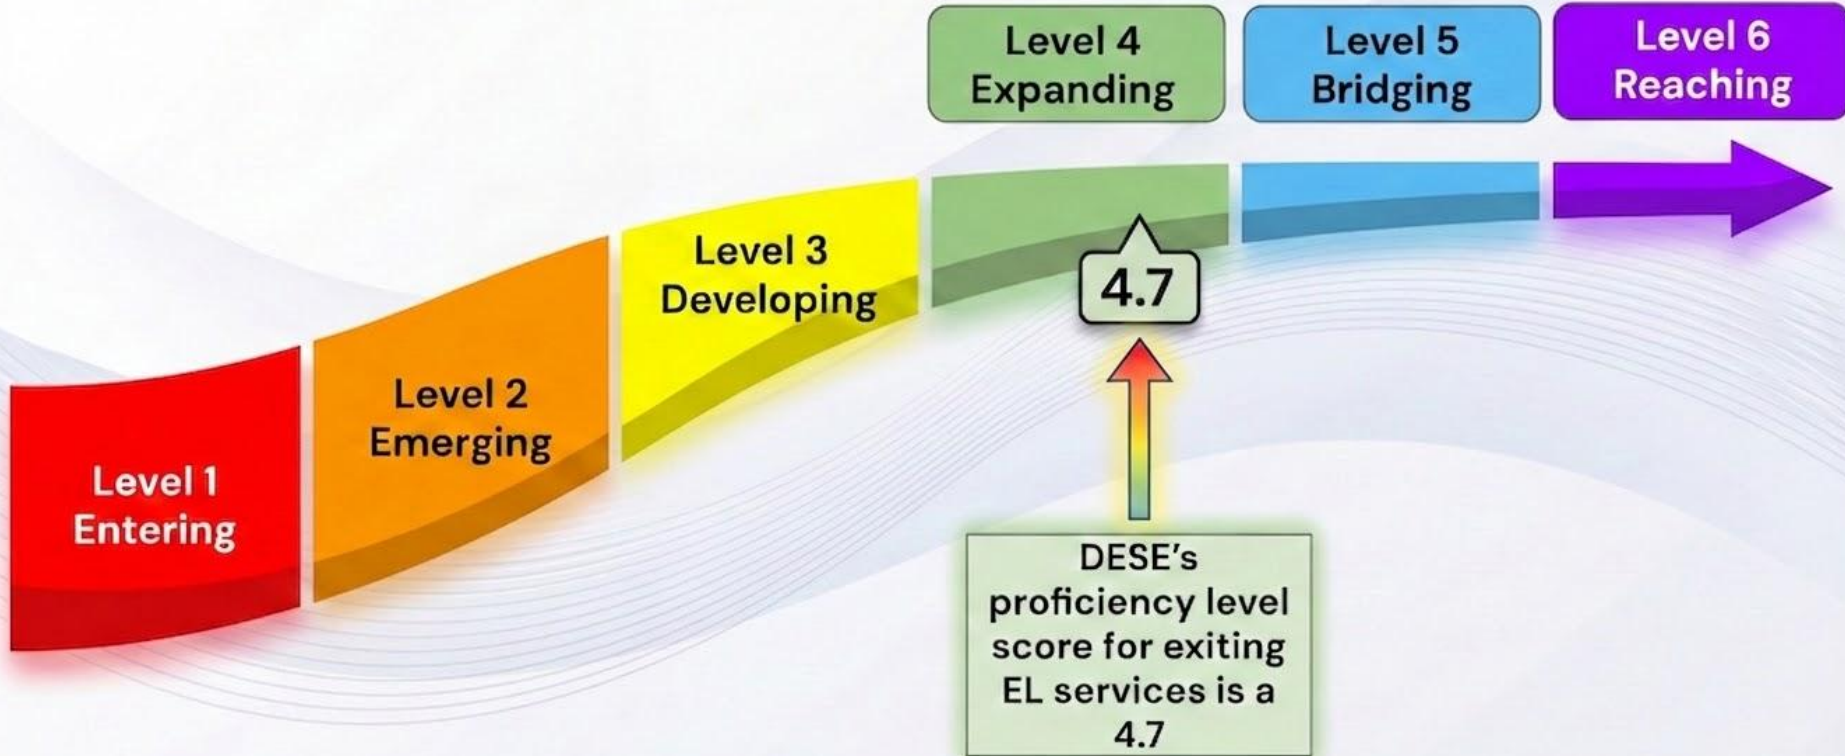 Level 1
Entering
Level 2
Emerging
Level 3
Developing
Level 4
Expanding
Level 5
Bridging
Level 6
Reaching
4.7
DESE's
proficiency level
score for exiting
EL services is a
4.7